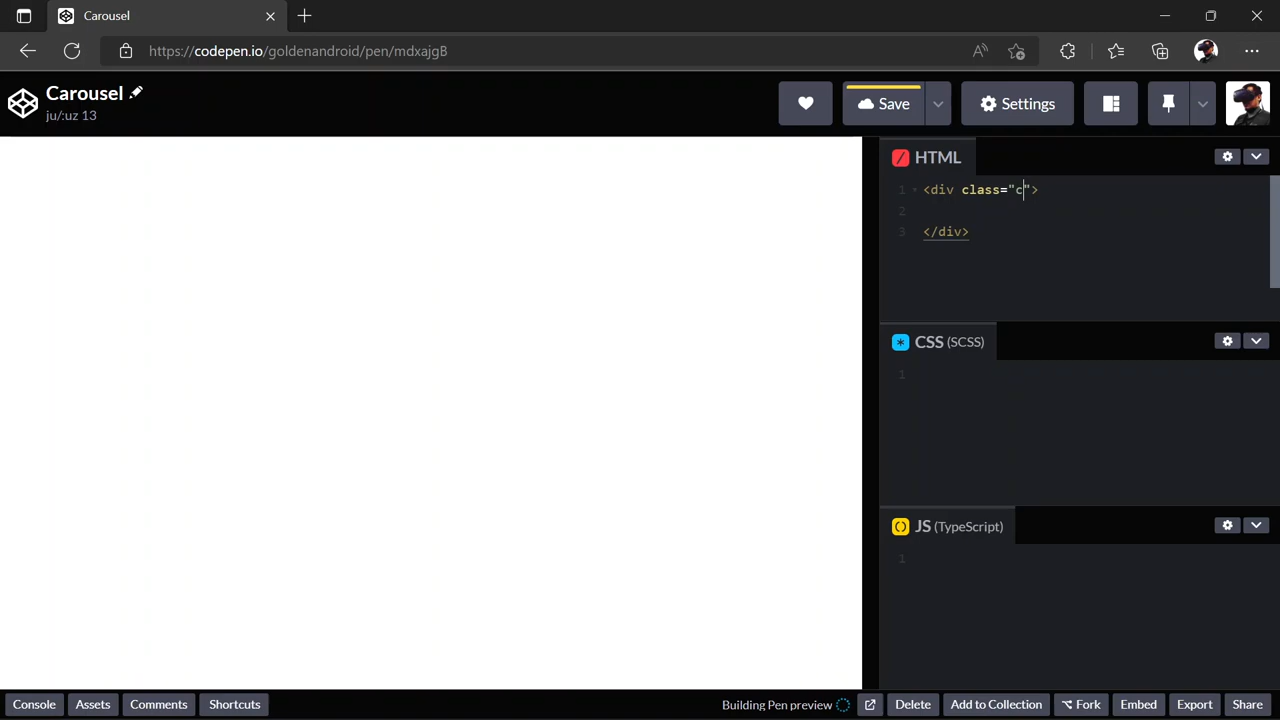 Carousel
https://codepen.io/goldenandroid/pen/mdxajgB
Carousel
ju/:uz 13
Save
Settings
HTML
1 <div class="c">
2
3 </div>
CSS (SCSS)
1
JS (TypeScript)
1
Console Assets Comments Shortcuts Building Pen preview Delete Add to Collection Fork Embed Export Share